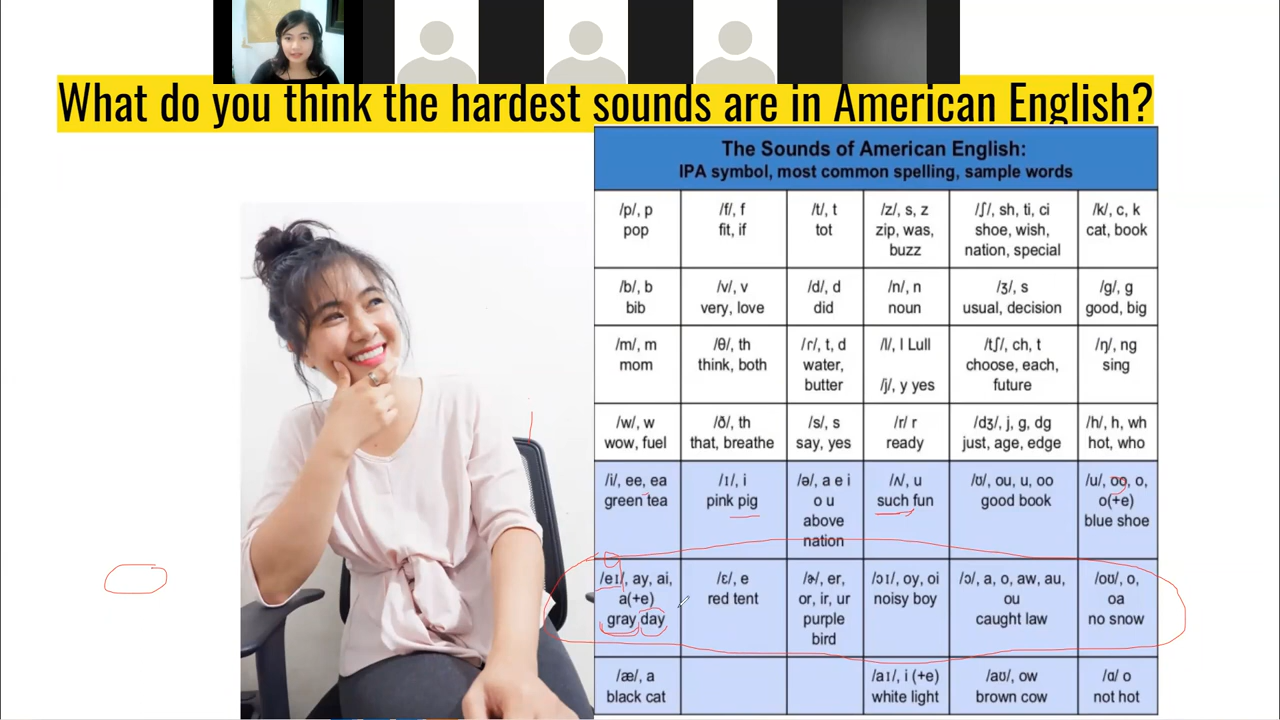 What do you think the hardest sounds are in American English?
The Sounds of American English:
IPA symbol, most common spelling, sample words
/p/, p
pop
/f/, f
fit, if
/t/, t
tot
/z/, s, z
zip, was,
buzz
/ʃ/, sh, ti, ci
shoe, wish,
nation, special
/k/, c, k
cat, book
/b/, b
bib
/v/, v
very, love
/d/, d
did
/n/, n
noun
/ʒ/, s
usual, decision
/g/, g
good, big
/m/, m
mom
/θ/, th
think, both
/ɾ/, t, d
water,
butter
/l/, l Lull
/j/, y yes
/tʃ/, ch, t
choose, each,
future
/ŋ/, ng
sing
/w/, w
wow, fuel
/ð/, th
that, breathe
/s/, s
say, yes
/r/ r
ready
/dʒ/, j, g, dg
just, age, edge
/h/, h, wh
hot, who
/i/, ee, ea
green tea
/ɪ/, i
pink pig
/ə/, a e i
o u
above
nation
/ʌ/, u
such fun
/ʊ/, ou, u, oo
good book
/u/, oo, o,
o(+e)
blue shoe
/eɪ/, ay, ai,
a(+e)
gray day
/ɛ/, e
red tent
/ɚ/, er,
or, ir, ur
purple
bird
/ɔɪ/, oy, oi
noisy boy
/ɔ/, a, o, aw, au,
ou
caught law
/oʊ/, o,
oa
no snow
/æ/, a
black cat
/aɪ/, i (+e)
white light
/aʊ/, ow
brown cow
/ɑ/ o
not hot